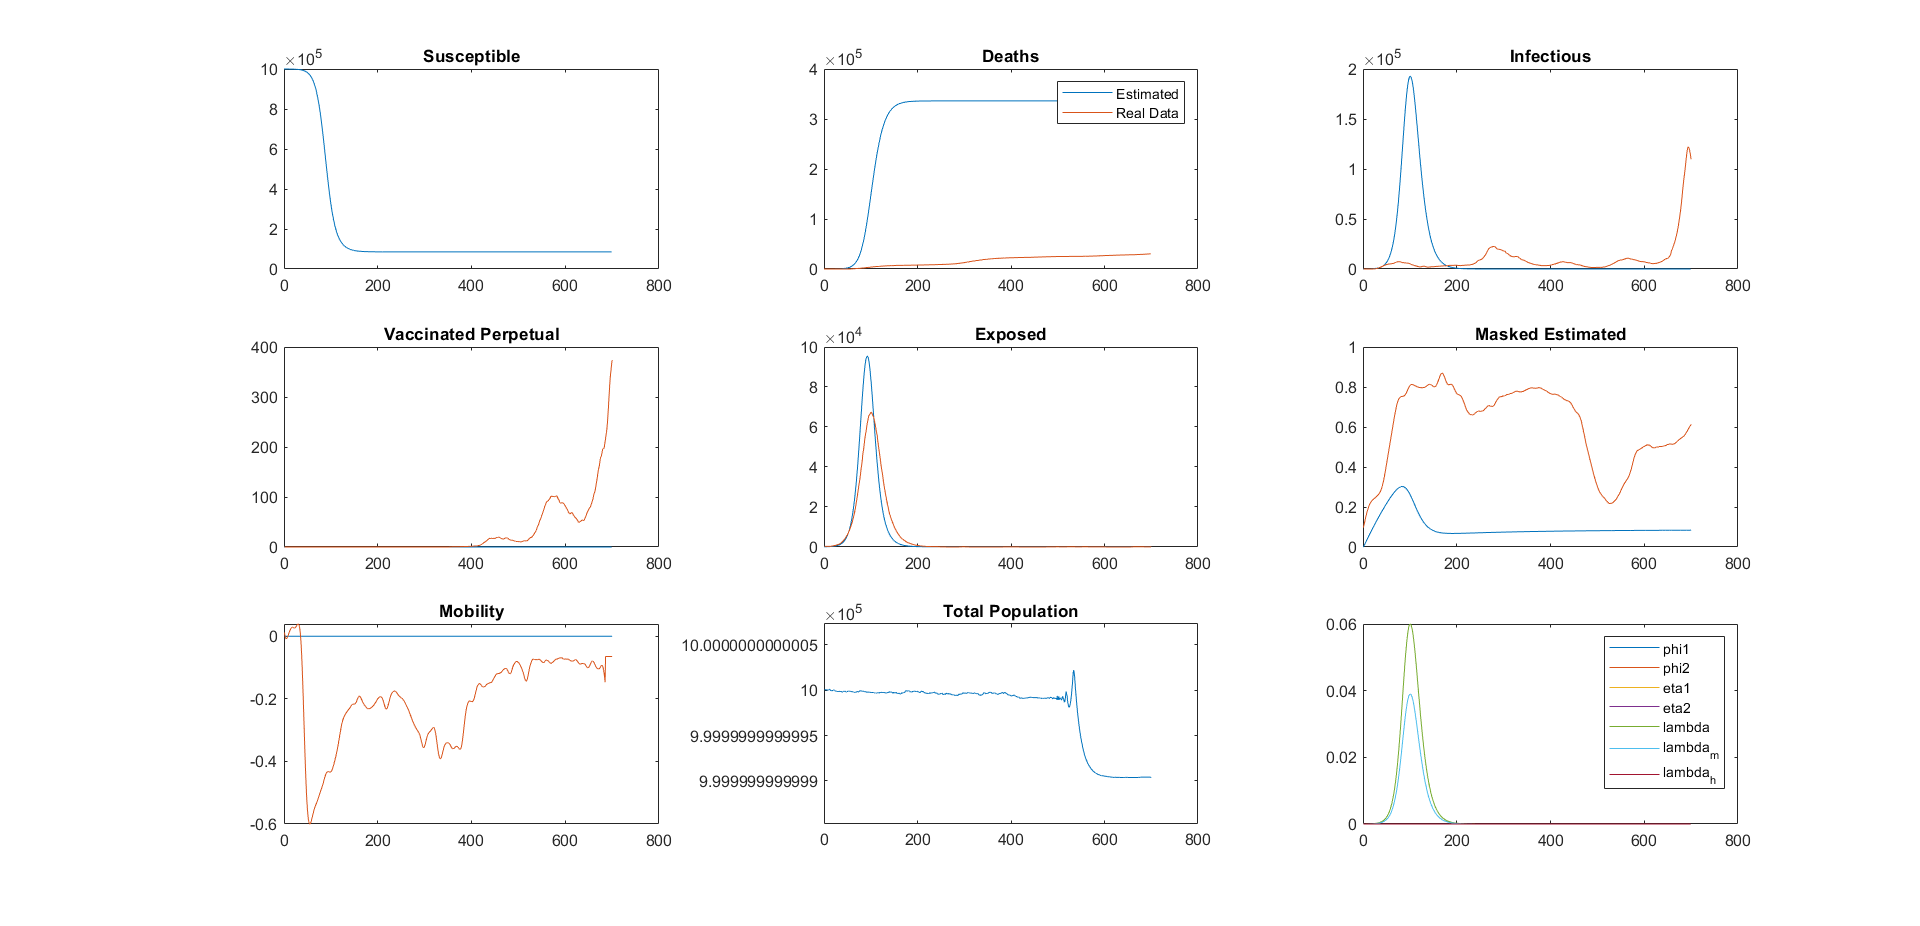 Susceptible
×10^5
10
8
6
4
2
0
0 200 400 600 800
Deaths
×10^5
4
3
2
1
0
Estimated
Real Data
0 200 400 600 800
Infectious
×10^5
2
1.5
1
0.5
0
0 200 400 600 800
Vaccinated Perpetual
400
300
200
100
0
0 200 400 600 800
Exposed
×10^4
10
8
6
4
2
0
0 200 400 600 800
Masked Estimated
1
0.8
0.6
0.4
0.2
0
0 200 400 600 800
Mobility
0
-0.2
-0.4
-0.6
0 200 400 600 800
Total Population
×10^5
10.0000000000005
10
9.9999999999995
9.999999999999
0 200 400 600 800
0.06
0.04
0.02
0
phi1
phi2
eta1
eta2
lambda
lambda_m
lambda_h
0 200 400 600 800